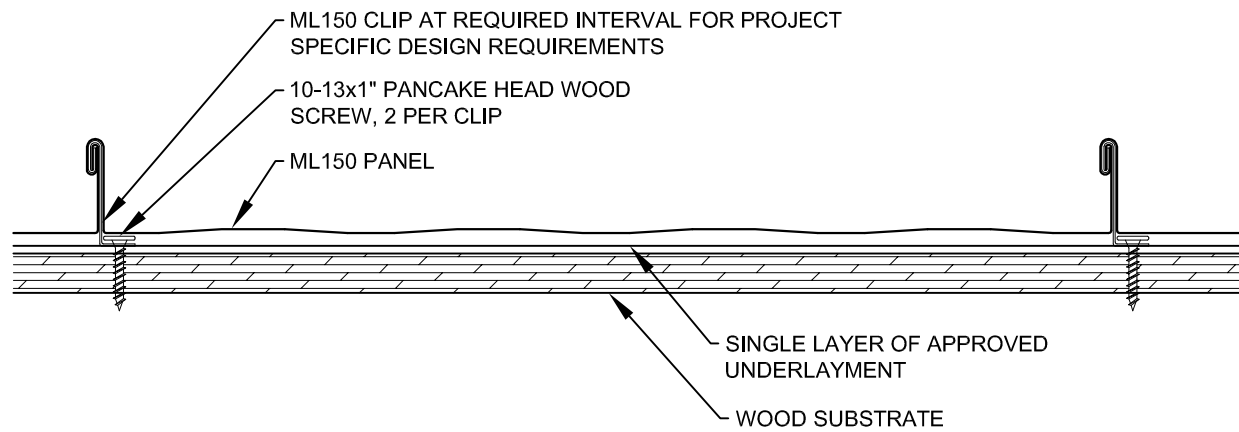 ML150 CLIP AT REQUIRED INTERVAL FOR PROJECT
SPECIFIC DESIGN REQUIREMENTS
10-13x1" PANCAKE HEAD WOOD
SCREW, 2 PER CLIP
ML150 PANEL
SINGLE LAYER OF APPROVED
UNDERLAYMENT
WOOD SUBSTRATE